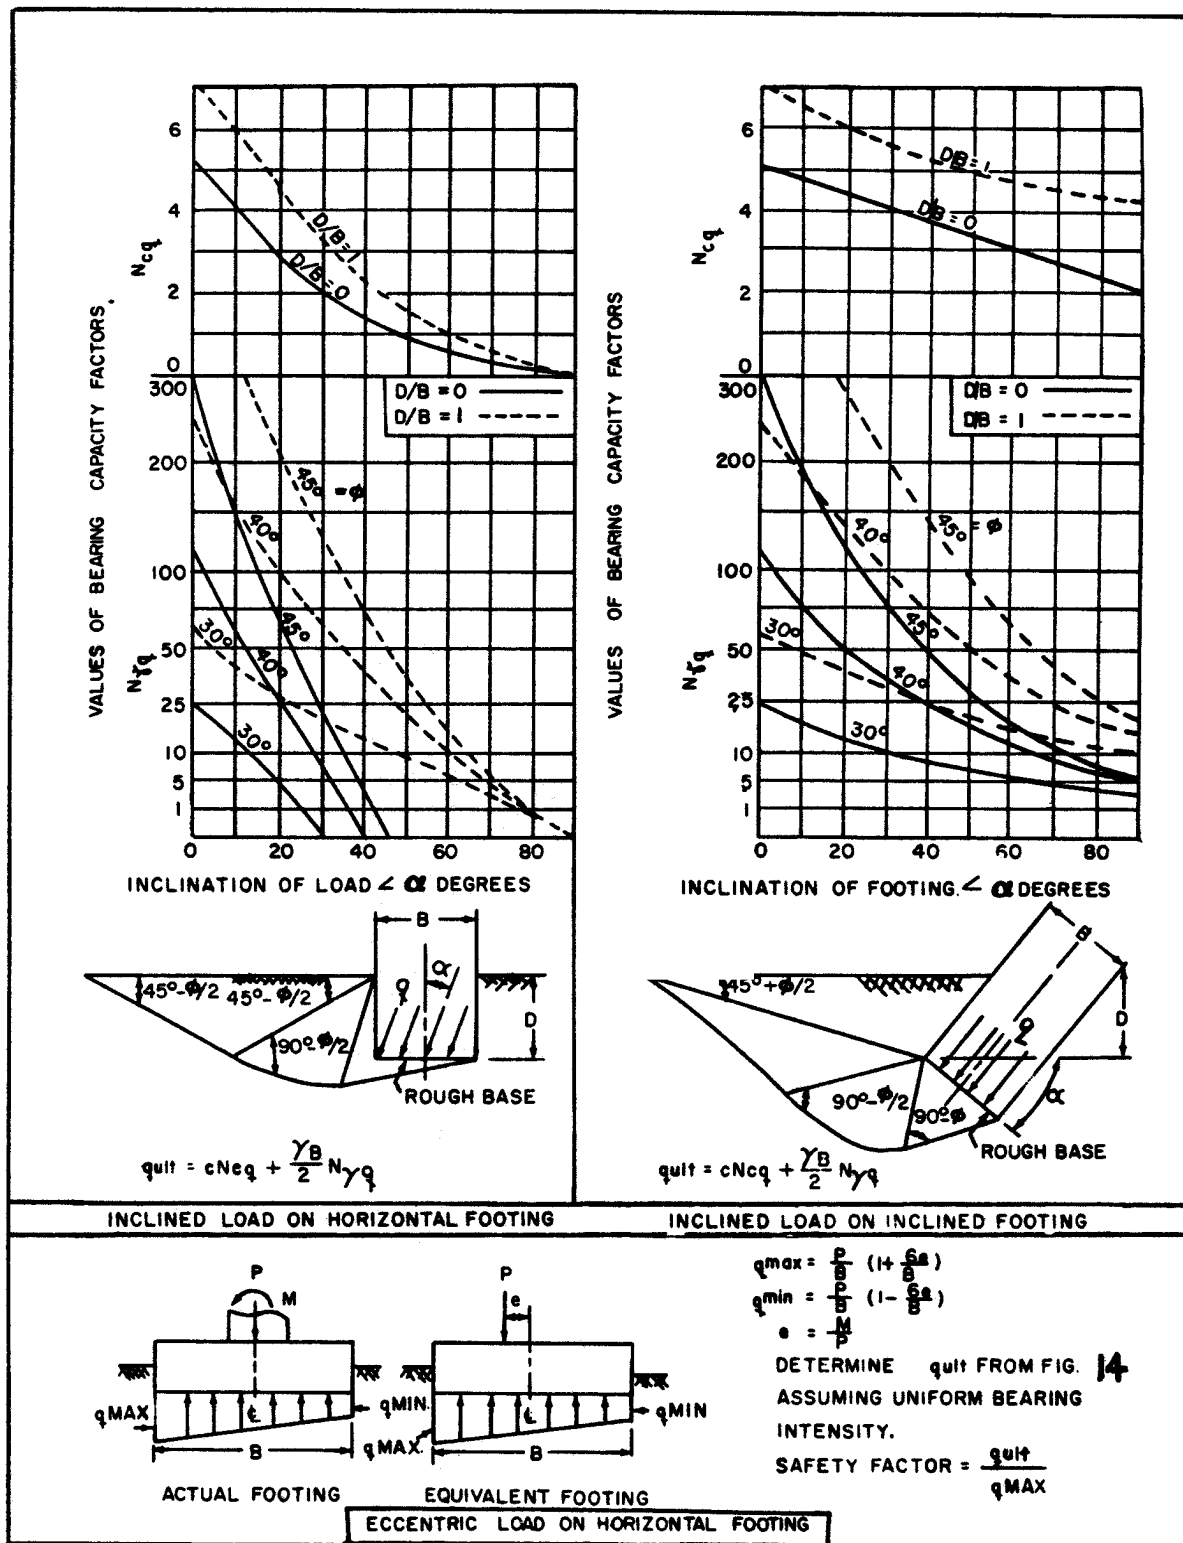 VALUES OF BEARING CAPACITY FACTORS.
Ncq
6
4
2
0
D/B=1
D/B=0
D/B = 0
D/B = 1
Nγq
300
200
100
50
25
10
5
1
45° = φ
40°
45°
30°
40°
30°
0 20 40 60 80
INCLINATION OF LOAD ∠ α DEGREES
B
α
45°-φ/2
45°-φ/2
Q
D
90°-φ/2
ROUGH BASE
qult = cNcq + γB/2 Nγq
INCLINED LOAD ON HORIZONTAL FOOTING
VALUES OF BEARING CAPACITY FACTORS
Ncq
6
4
2
0
D/B=1
D/B=0
D/B = 0
D/B = 1
Nγq
300
200
100
50
25
10
5
1
45° = φ
40°
30°
45°
40°
30°
0 20 40 60 80
INCLINATION OF FOOTING. ∠ α DEGREES
B
45°+φ/2
Q
D
α
90°-φ/2
90°-φ
ROUGH BASE
qult = cNcq + γB/2 Nγq
INCLINED LOAD ON INCLINED FOOTING
P
M
qMAX
qMIN.
℄
B
ACTUAL FOOTING
P
e
qMAX.
qMIN
℄
B
EQUIVALENT FOOTING
qmax = P/B (1+ 6e/B)
qmin = P/B (1- 6e/B)
e = M/P
DETERMINE qult FROM FIG. 14
ASSUMING UNIFORM BEARING
INTENSITY.
SAFETY FACTOR = qult/qMAX
ECCENTRIC LOAD ON HORIZONTAL FOOTING